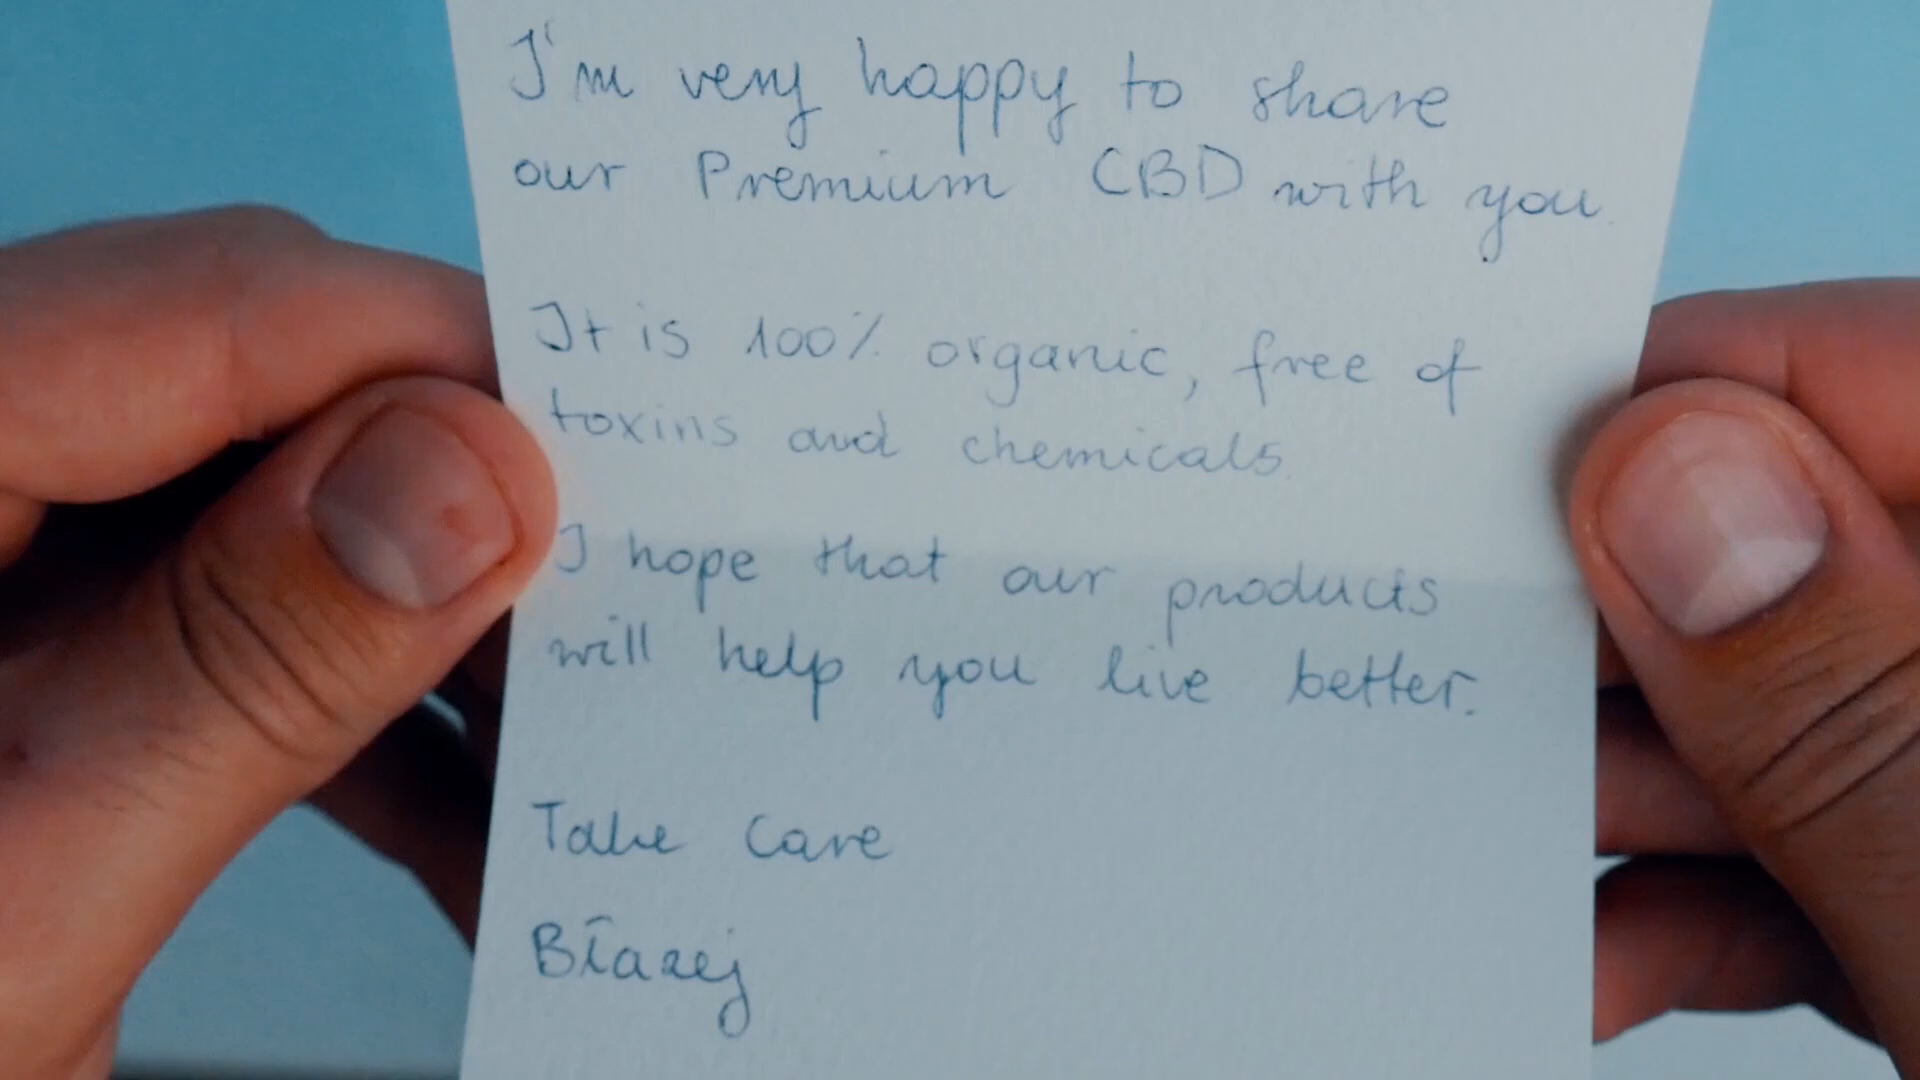 I'm very happy to share
our Premium CBD with you.
It is 100% organic, free of
toxins and chemicals.
I hope that our products
will help you live better.
Take Care
Błażej